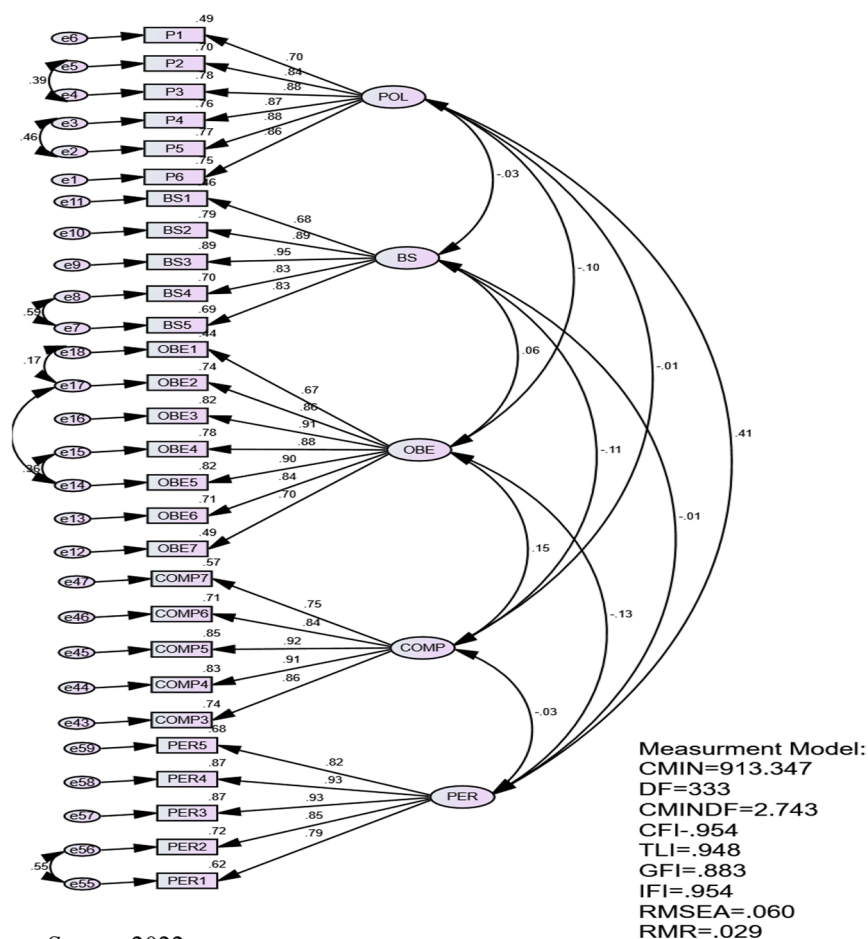 .49
e6 P1
.70
.70
e5 P2
.84
.78
.39
.88
e4 P3
POL
.76
.87
e3 P4
.88
.77
.46
.86
e2 P5
.75
e1 P6
.46
-.03
e11 BS1
.79
.68
e10 BS2
.89
.89
.95
e9 BS3
BS
.70
.83
-.10
e8 BS4
.83
.69
.59
e7 BS5
.44
e18 OBE1
.06
.17
.74
-.01
e17 OBE2
.67
.82
.86
e16 OBE3
.91
.78
.88
e15 OBE4
OBE
-.11
.41
.82
.90
.36
e14 OBE5
.84
.71
.70
e13 OBE6
-.01
.49
e12 OBE7
.15
.57
e47 COMP7
.71
.75
e46 COMP6
-.13
.85
.84
e45 COMP5
.92
COMP
.83
.91
e44 COMP4
.86
.74
e43 COMP3
-.03
.68
e59 PER5
.87
.82
e58 PER4
.93
.87
.93
PER
e57 PER3
.85
.72
.79
e56 PER2
.55
.62
e55 PER1
Measurment Model:
CMIN=913.347
DF=333
CMINDF=2.743
CFI-.954
TLI=.948
GFI=.883
IFI=.954
RMSEA=.060
RMR=.029